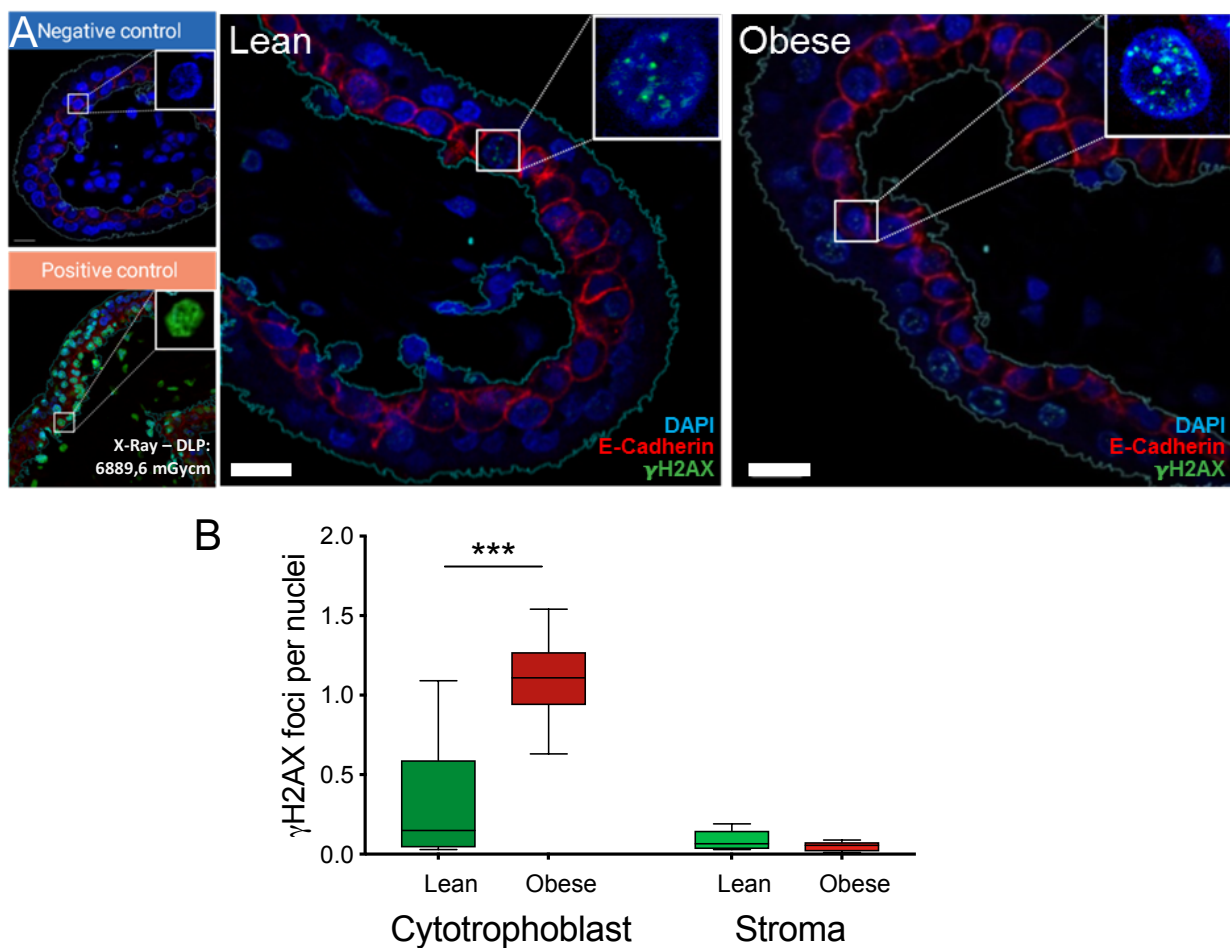 A
Negative control
Positive control
X-Ray – DLP:
6889,6 mGycm
Lean
DAPI
E-Cadherin
γH2AX
Obese
DAPI
E-Cadherin
γH2AX
B
γH2AX foci per nuclei
2.0
1.5
1.0
0.5
0.0
***
Lean
Obese
Lean
Obese
Cytotrophoblast
Stroma